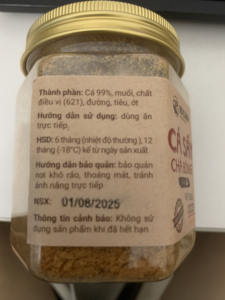 Thành phần: Cá 99%, muối, chất
điều vị (621), đường, tiêu, ớt
Hướng dẫn sử dụng: dùng ăn
trực tiếp,
HSD: 6 tháng (nhiệt độ thường ), 12
tháng (-18°C) kể từ ngày sản xuất
Hướng dẫn bảo quản: bảo quản
nơi khô ráo, thoáng mát, tránh
ánh nắng trực tiếp
NSX: 01/08/2025
Thông tin cảnh báo: Không sử
dụng sản phẩm khi đã hết hạn
CÁ